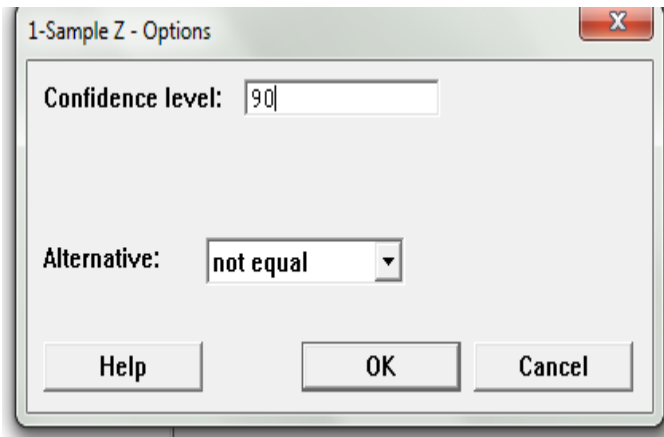 1-Sample Z - Options
X
Confidence level: 90
Alternative: not equal
Help OK Cancel